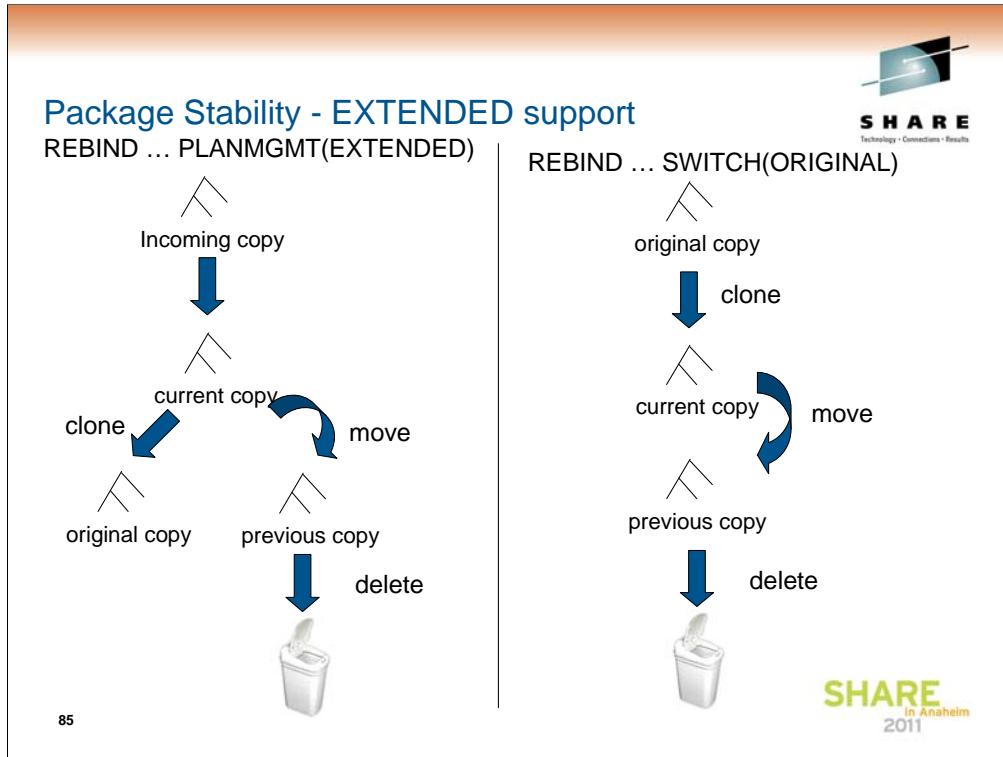 SHARE
Technology • Connections • Results
Package Stability - EXTENDED support
REBIND … PLANMGMT(EXTENDED)
Incoming copy
current copy
clone
move
original copy
previous copy
delete
REBIND … SWITCH(ORIGINAL)
original copy
clone
current copy
move
previous copy
delete
85
SHARE
in Anaheim
2011